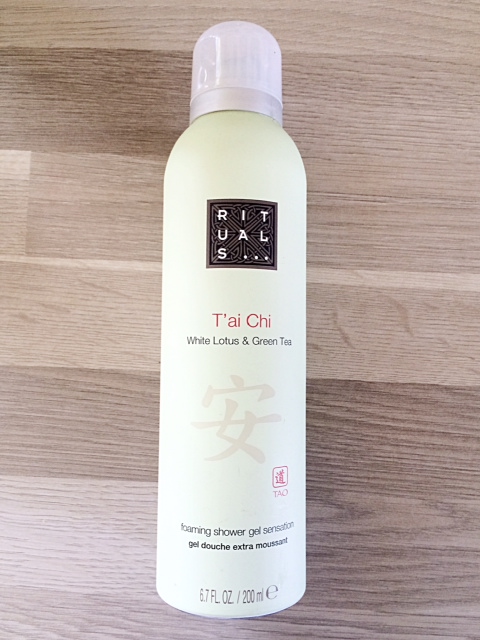 RIT
UAL
S...
T'ai Chi
White Lotus & Green Tea
安
道
TAO
foaming shower gel sensation
gel douche extra moussant
6.7 FL. OZ. / 200 ml ℮